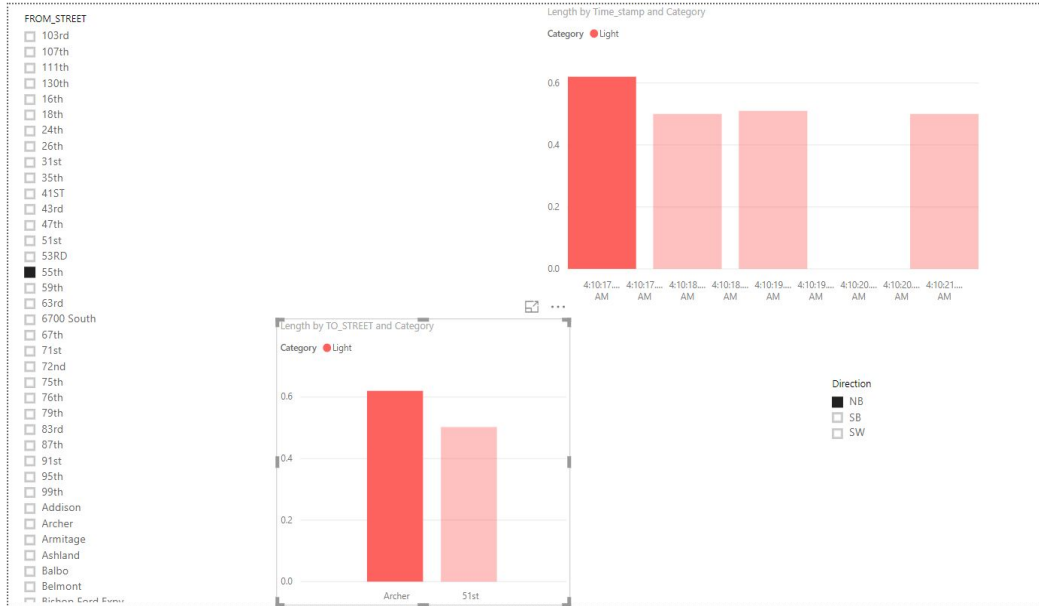 FROM_STREET
103rd
107th
111th
130th
16th
18th
24th
26th
31st
35th
41ST
43rd
47th
51st
53RD
55th
59th
63rd
6700 South
67th
71st
72nd
75th
76th
79th
83rd
87th
91st
95th
99th
Addison
Archer
Armitage
Ashland
Balbo
Belmont
Bishop Ford Expy
Length by Time_stamp and Category
Category Light
0.6
0.4
0.2
0.0
4:10:17.... 4:10:17.... 4:10:18.... 4:10:18.... 4:10:19.... 4:10:19.... 4:10:20.... 4:10:20.... 4:10:21....
AM AM AM AM AM AM AM AM AM
Length by TO_STREET and Category
Category Light
0.6
0.4
0.2
0.0
Archer 51st
Direction
NB
SB
SW